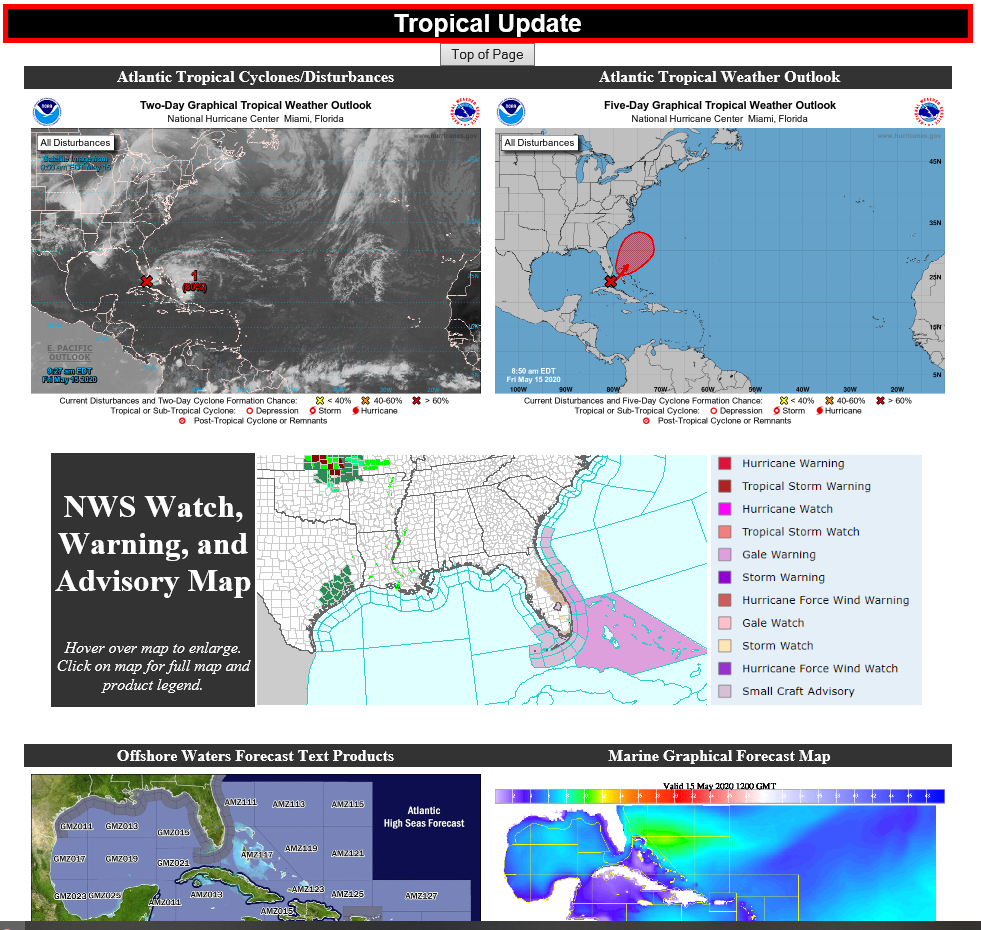 Tropical Update
Top of Page
Atlantic Tropical Cyclones/Disturbances
Two-Day Graphical Tropical Weather Outlook
National Hurricane Center Miami, Florida
All Disturbances
www.hurricanes.gov
Satellite Image from
1
(80%)
E. PACIFIC
OUTLOOK
8:27 am EDT
Fri May 15 2020
Current Disturbances and Two-Day Cyclone Formation Chance: < 40% 40-60% > 60%
Tropical or Sub-Tropical Cyclone: Depression Storm Hurricane
Post-Tropical Cyclone or Remnants
Atlantic Tropical Weather Outlook
Five-Day Graphical Tropical Weather Outlook
National Hurricane Center Miami, Florida
All Disturbances
www.hurricanes.gov
45N
35N
25N
15N
5N
8:50 am EDT
Fri May 15 2020
100W 90W 80W 70W 60W 50W 40W 30W 20W
Current Disturbances and Five-Day Cyclone Formation Chance: < 40% 40-60% > 60%
Tropical or Sub-Tropical Cyclone: Depression Storm Hurricane
Post-Tropical Cyclone or Remnants
NWS Watch,
Warning, and
Advisory Map
Hover over map to enlarge.
Click on map for full map and
product legend.
Hurricane Warning
Tropical Storm Warning
Hurricane Watch
Tropical Storm Watch
Gale Warning
Storm Warning
Hurricane Force Wind Warning
Gale Watch
Storm Watch
Hurricane Force Wind Watch
Small Craft Advisory
Offshore Waters Forecast Text Products
AMZ111 AMZ113 AMZ115
Atlantic
High Seas Forecast
GMZ011 GMZ013 GMZ015
GMZ017 GMZ019 GMZ021
AMZ117 AMZ119 AMZ121
GMZ023 GMZ025 AMZ011 AMZ013
AMZ123 AMZ125 AMZ127
AMZ015
Marine Graphical Forecast Map
Valid 15 May 2020 1200 GMT